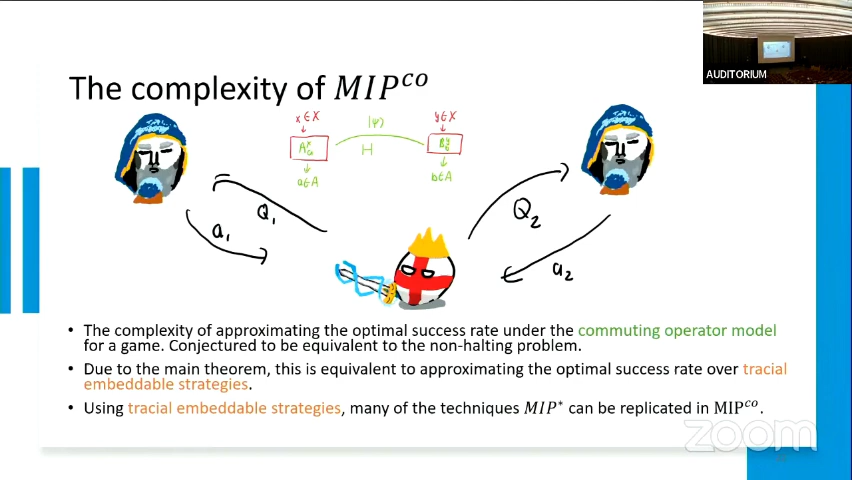 AUDITORIUM
The complexity of MIP^co
x∈X
|ψ⟩
y∈X
H
a∈A
b∈A
Q₁
a₁
Q₂
a₂
• The complexity of approximating the optimal success rate under the commuting operator model
for a game. Conjectured to be equivalent to the non-halting problem.
• Due to the main theorem, this is equivalent to approximating the optimal success rate over tracial
embeddable strategies.
• Using tracial embeddable strategies, many of the techniques MIP* can be replicated in MIP^co.
zoom